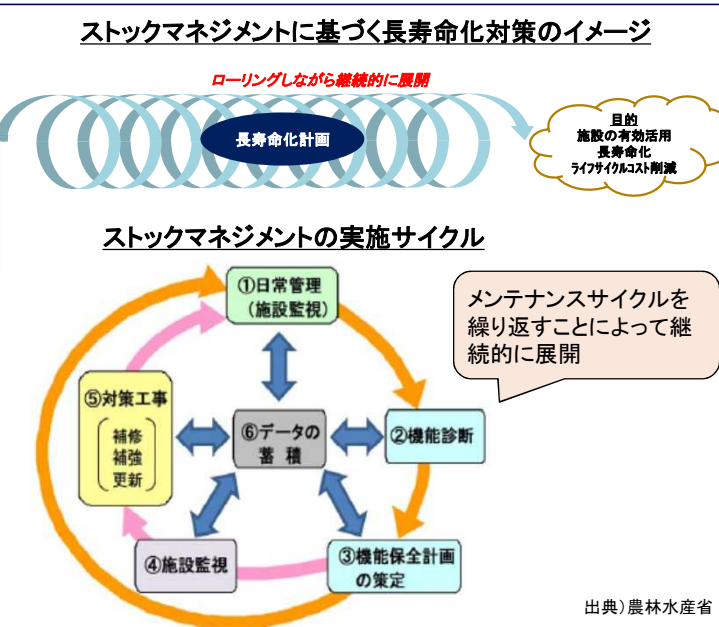 ストックマネジメントに基づく長寿命化対策のイメージ
ローリングしながら継続的に展開
長寿命化計画
目的
施設の有効活用
長寿命化
ライフサイクルコスト削減
ストックマネジメントの実施サイクル
①日常管理
（施設監視）
メンテナンスサイクルを
繰り返すことによって継
続的に展開
⑤対策工事
補修
補強
更新
⑥データの
蓄　積
②機能診断
④施設監視
③機能保全計画
の策定
出典）農林水産省